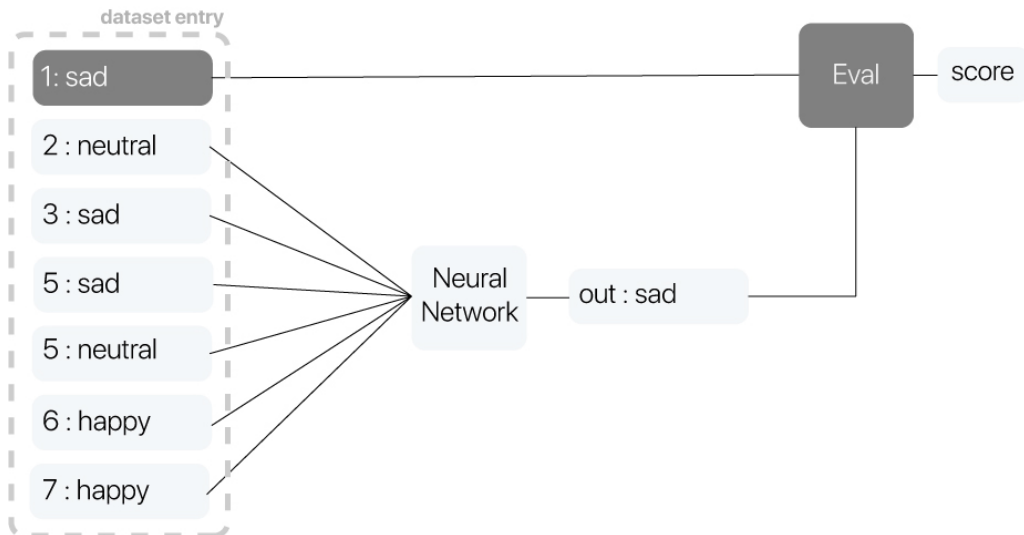 dataset entry
1: sad
Eval
score
2 : neutral
3 : sad
5 : sad
Neural
Network
out : sad
5 : neutral
6 : happy
7 : happy